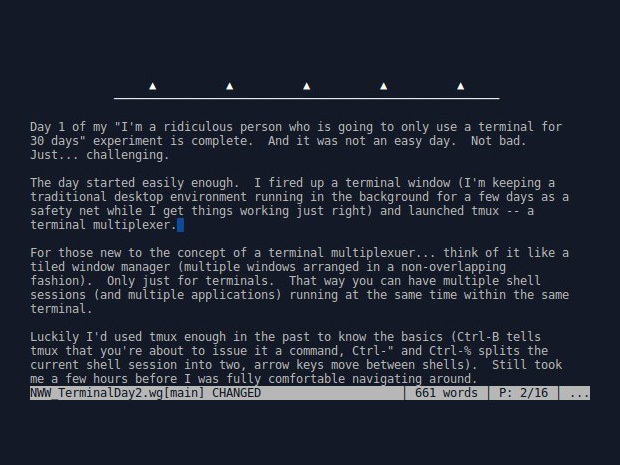 Day 1 of my "I'm a ridiculous person who is going to only use a terminal for
30 days" experiment is complete.  And it was not an easy day.  Not bad.
Just... challenging.
The day started easily enough.  I fired up a terminal window (I'm keeping a
traditional desktop environment running in the background for a few days as a
safety net while I get things working just right) and launched tmux -- a
terminal multiplexer.
For those new to the concept of a terminal multiplexuer... think of it like a
tiled window manager (multiple windows arranged in a non-overlapping
fashion).  Only just for terminals.  That way you can have multiple shell
sessions (and multiple applications) running at the same time within the same
terminal.
Luckily I'd used tmux enough in the past to know the basics (Ctrl-B tells
tmux that you're about to issue it a command, Ctrl-" and Ctrl-% splits the
current shell session into two, arrow keys move between shells).  Still took
me a few hours before I was fully comfortable navigating around.
NWW_TerminalDay2.wg[main] CHANGED | 661 words | P: 2/16 | ...